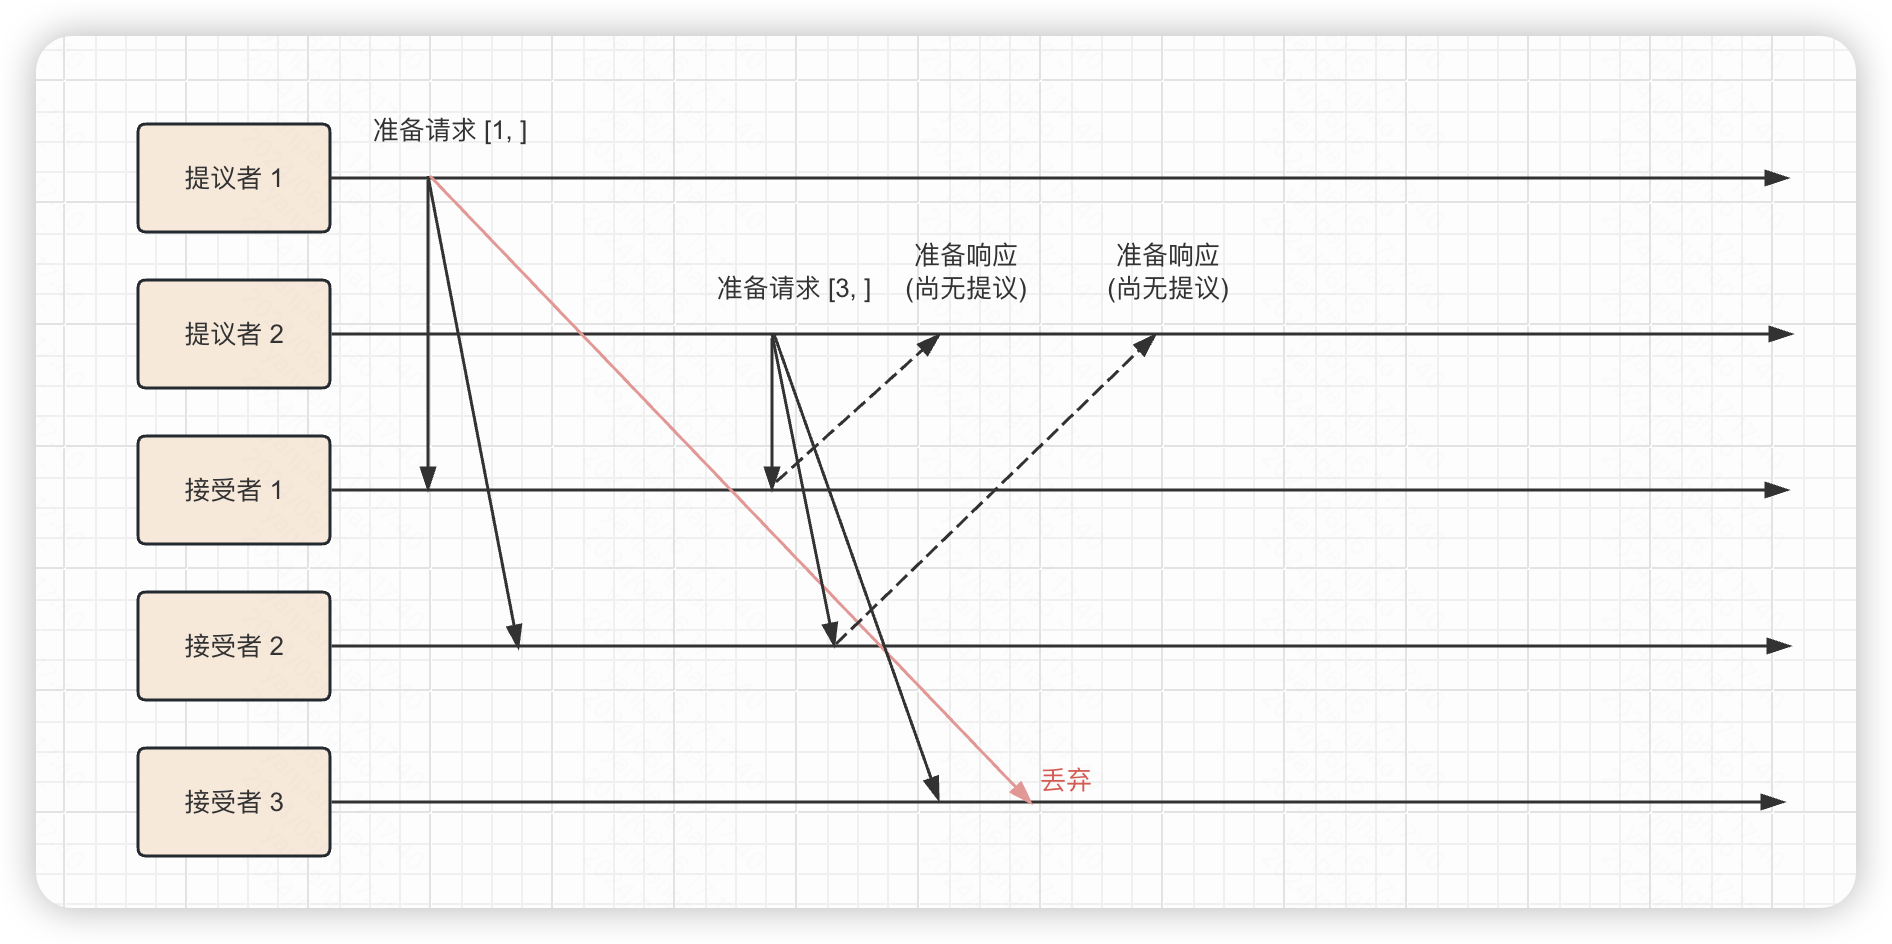 准备请求 [1, ]
提议者 1
准备响应
(尚无提议)
准备响应
(尚无提议)
准备请求 [3, ]
提议者 2
接受者 1
接受者 2
丢弃
接受者 3